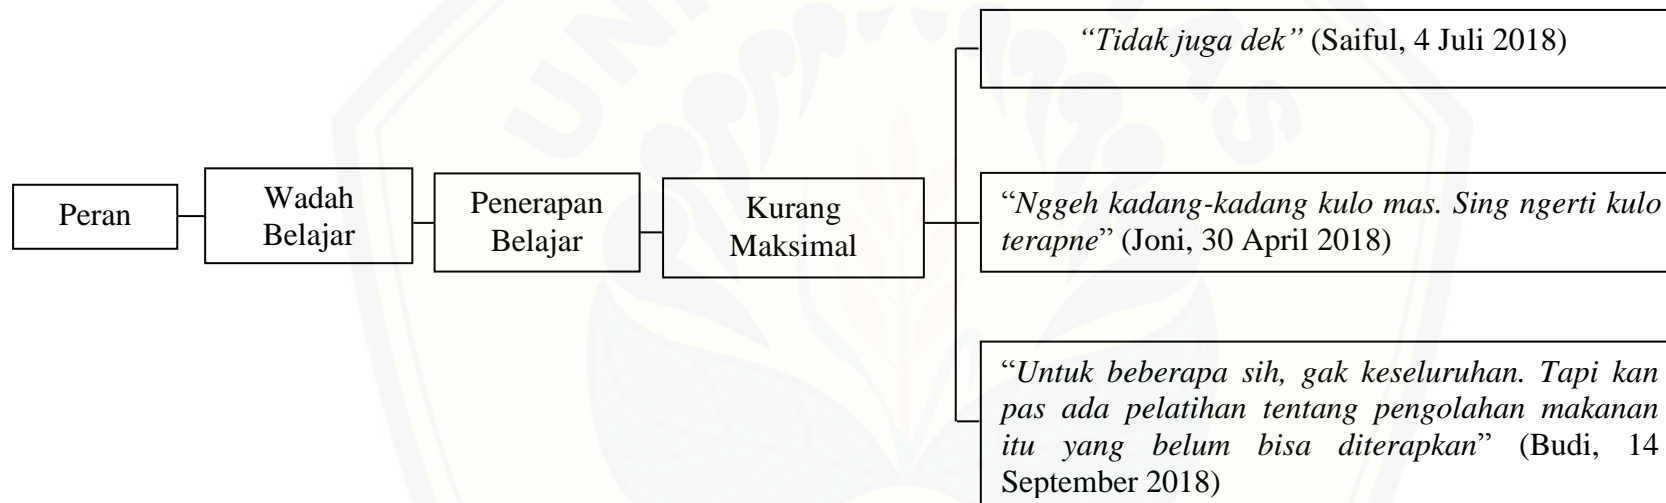 Peran
Wadah
Belajar
Penerapan
Belajar
Kurang
Maksimal
“Tidak juga dek” (Saiful, 4 Juli 2018)
“Nggeh kadang-kadang kulo mas. Sing ngerti kulo
terapne” (Joni, 30 April 2018)
“Untuk beberapa sih, gak keseluruhan. Tapi kan
pas ada pelatihan tentang pengolahan makanan
itu yang belum bisa diterapkan” (Budi, 14
September 2018)